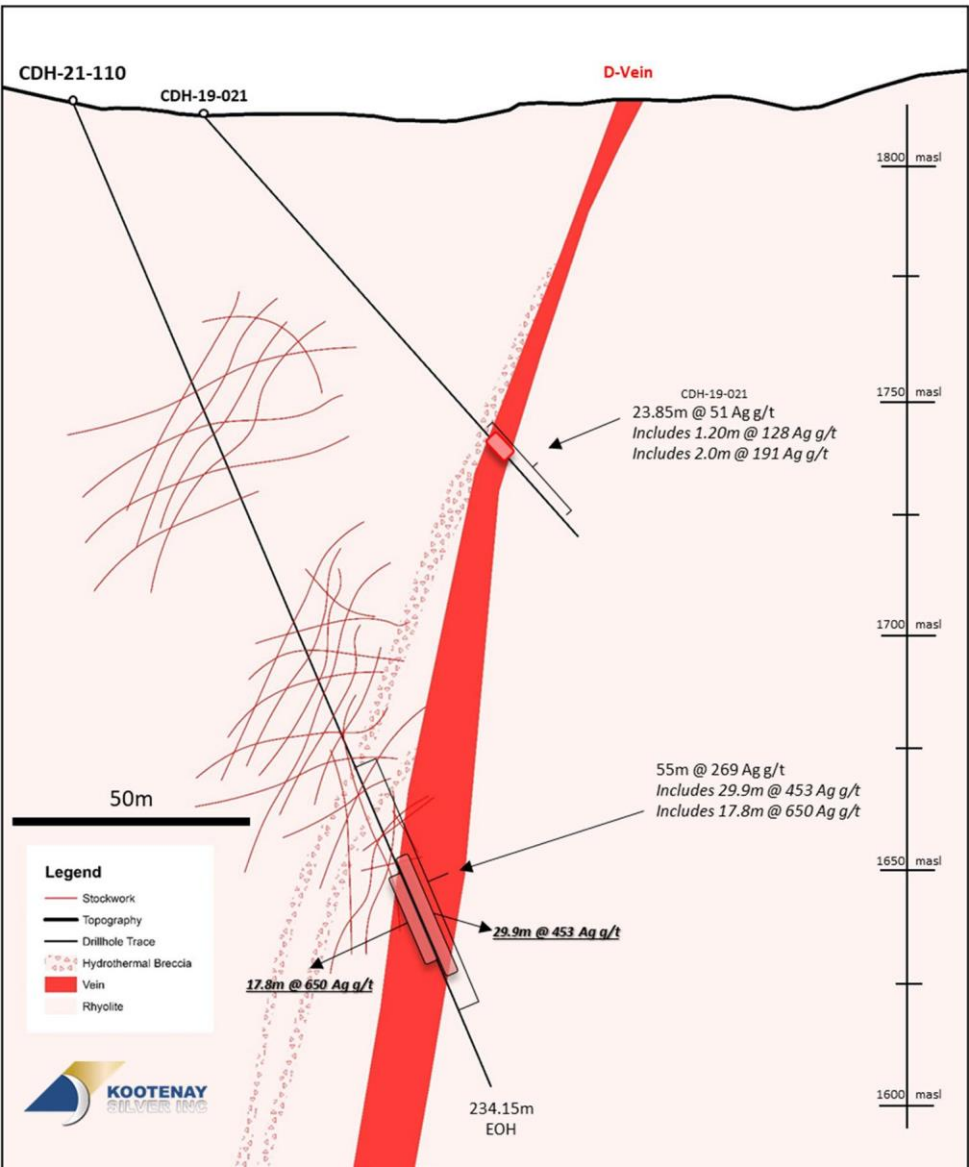 CDH-21-110
CDH-19-021
D-Vein
1800 masl
CDH-19-021
23.85m @ 51 Ag g/t
Includes 1.20m @ 128 Ag g/t
Includes 2.0m @ 191 Ag g/t
1750 masl
1700 masl
55m @ 269 Ag g/t
Includes 29.9m @ 453 Ag g/t
Includes 17.8m @ 650 Ag g/t
50m
1650 masl
29.9m @ 453 Ag g/t
17.8m @ 650 Ag g/t
Legend
Stockwork
Topography
Drillhole Trace
Hydrothermal Breccia
Vein
Rhyolite
KOOTENAY
SILVER INC
234.15m
EOH
1600 masl